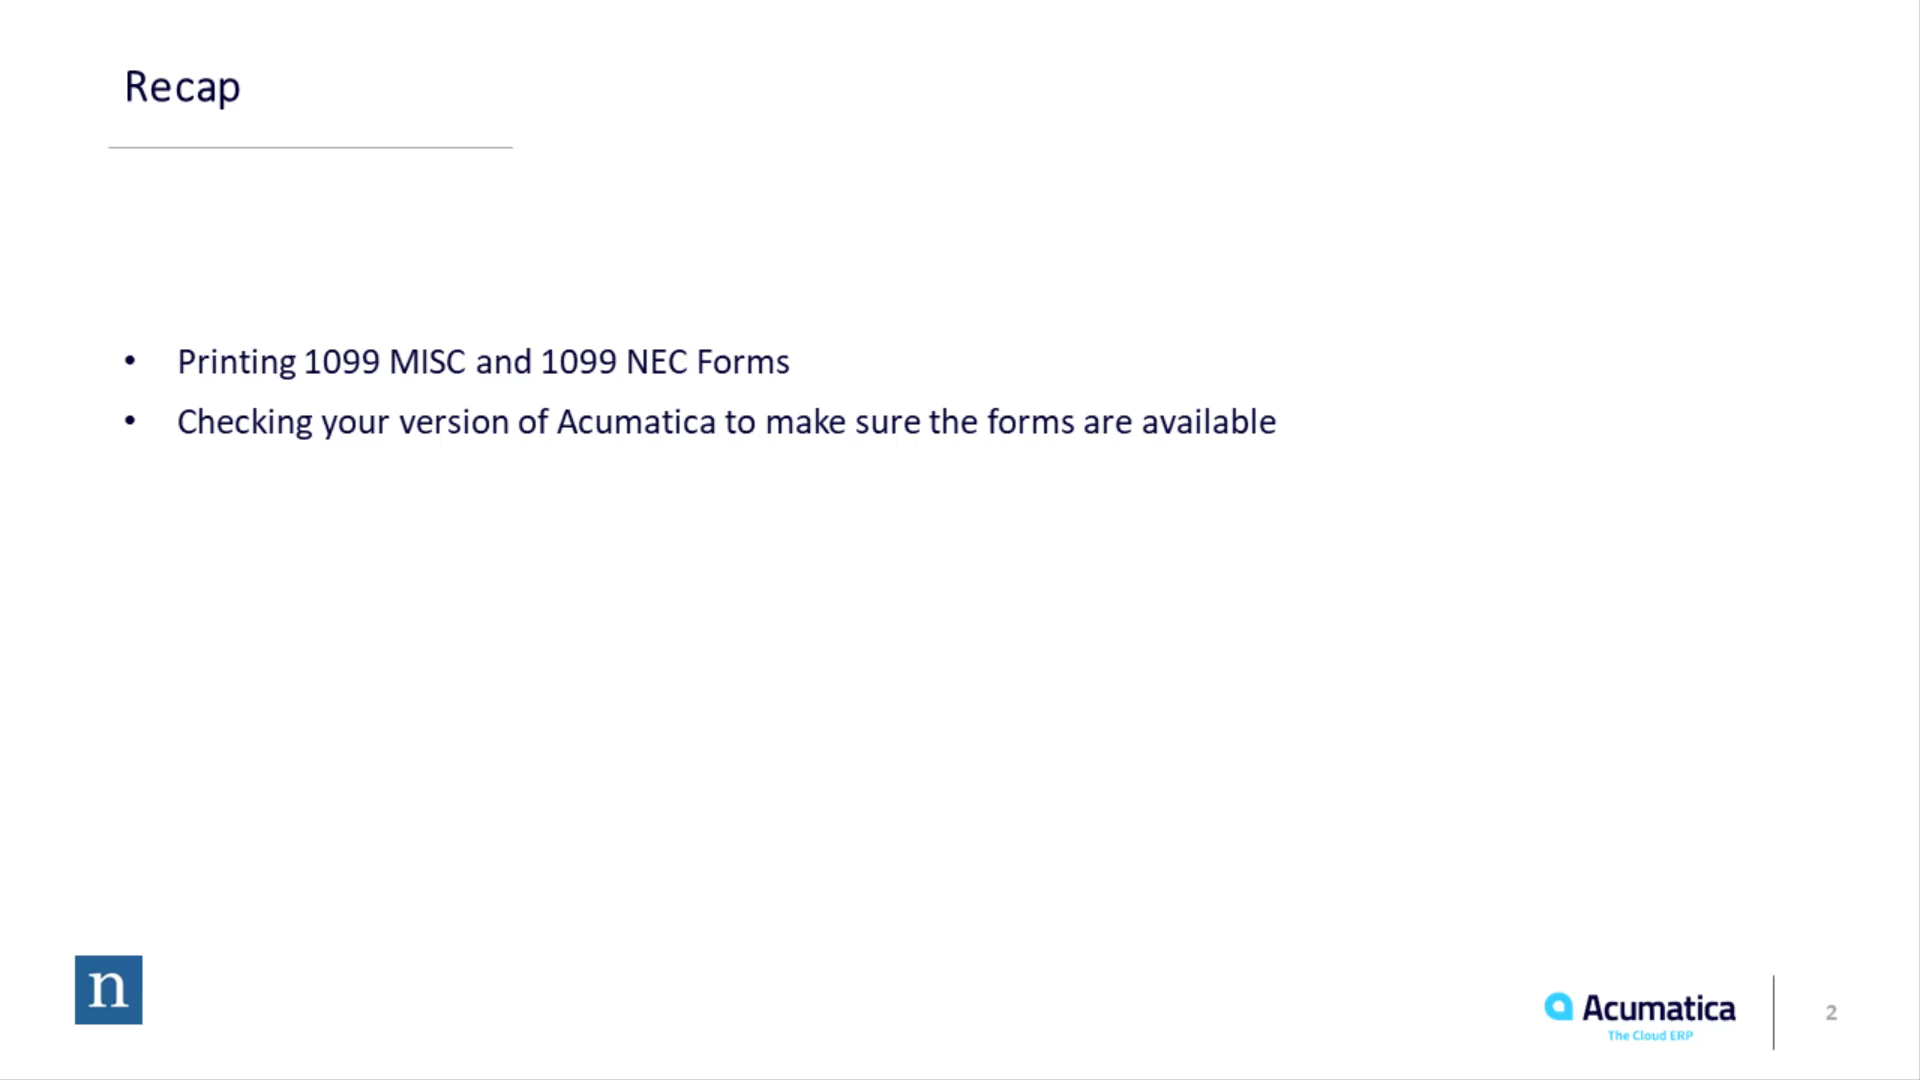 Recap
• Printing 1099 MISC and 1099 NEC Forms
• Checking your version of Acumatica to make sure the forms are available
n
Acumatica
The Cloud ERP
2